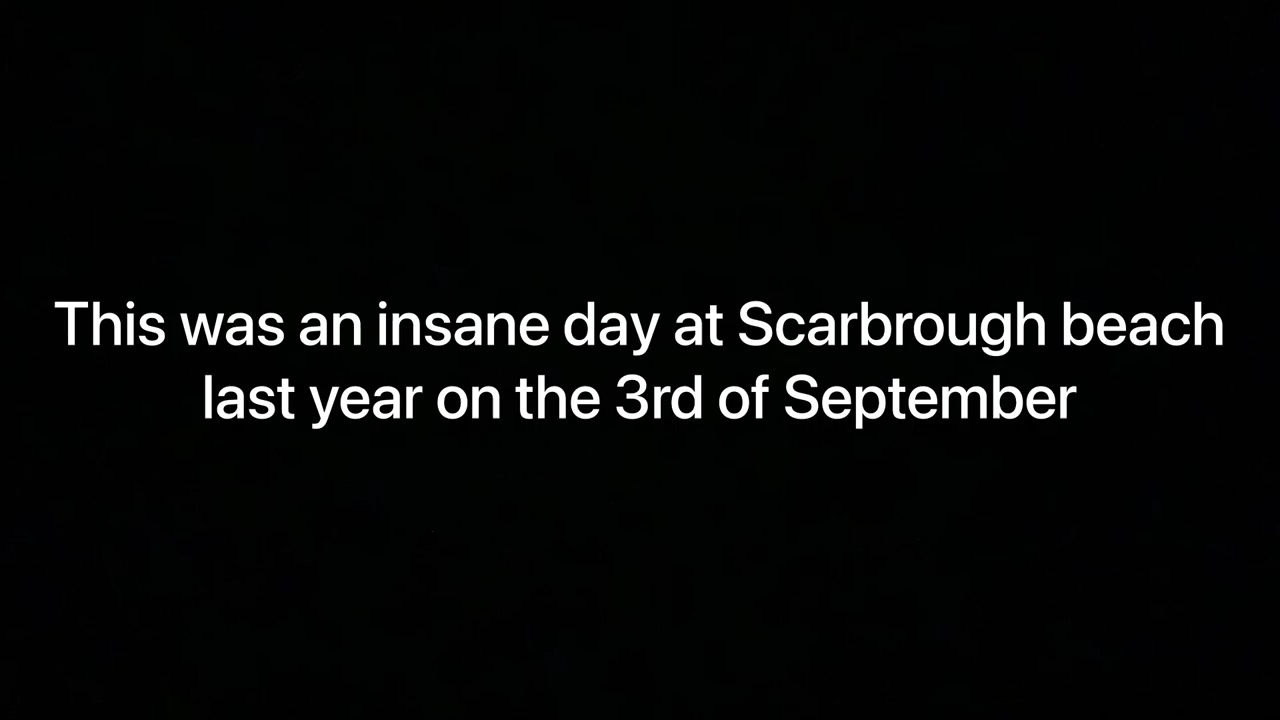 This was an insane day at Scarbrough beach
last year on the 3rd of September